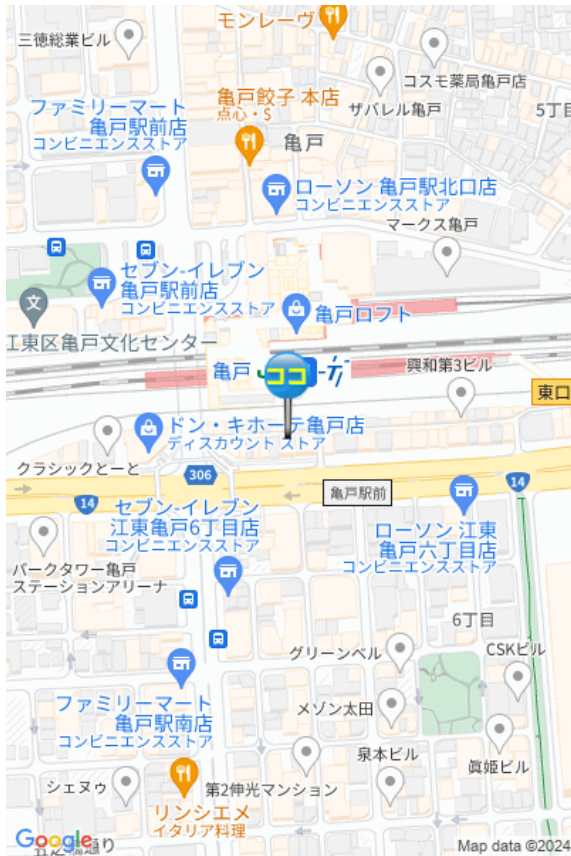 モンレーヴ
三徳総業ビル
コスモ薬局亀戸店
ファミリーマート
亀戸駅前店
コンビニエンスストア
亀戸餃子 本店
点心・$
ザバレル亀戸
5丁目
亀戸
ローソン 亀戸駅北口店
コンビニエンスストア
マークス亀戸
セブン-イレブン
亀戸駅前店
コンビニエンスストア
文
亀戸ロフト
江東区亀戸文化センター
亀戸
ココ
興和第3ビル
東口
ドン・キホーテ亀戸店
ディスカウント ストア
クラシックとーと
306
14
亀戸駅前
14
セブン-イレブン
江東亀戸6丁目店
コンビニエンスストア
ローソン 江東
亀戸六丁目店
コンビニエンスストア
パークタワー亀戸
ステーションアリーナ
6丁目
グリーンベル
CSKビル
ファミリーマート
亀戸駅南店
コンビニエンスストア
メゾン太田
泉本ビル
眞姫ビル
シェヌゥ
第2伸光マンション
リンシエメ
イタリア料理
Google
Map data ©2024